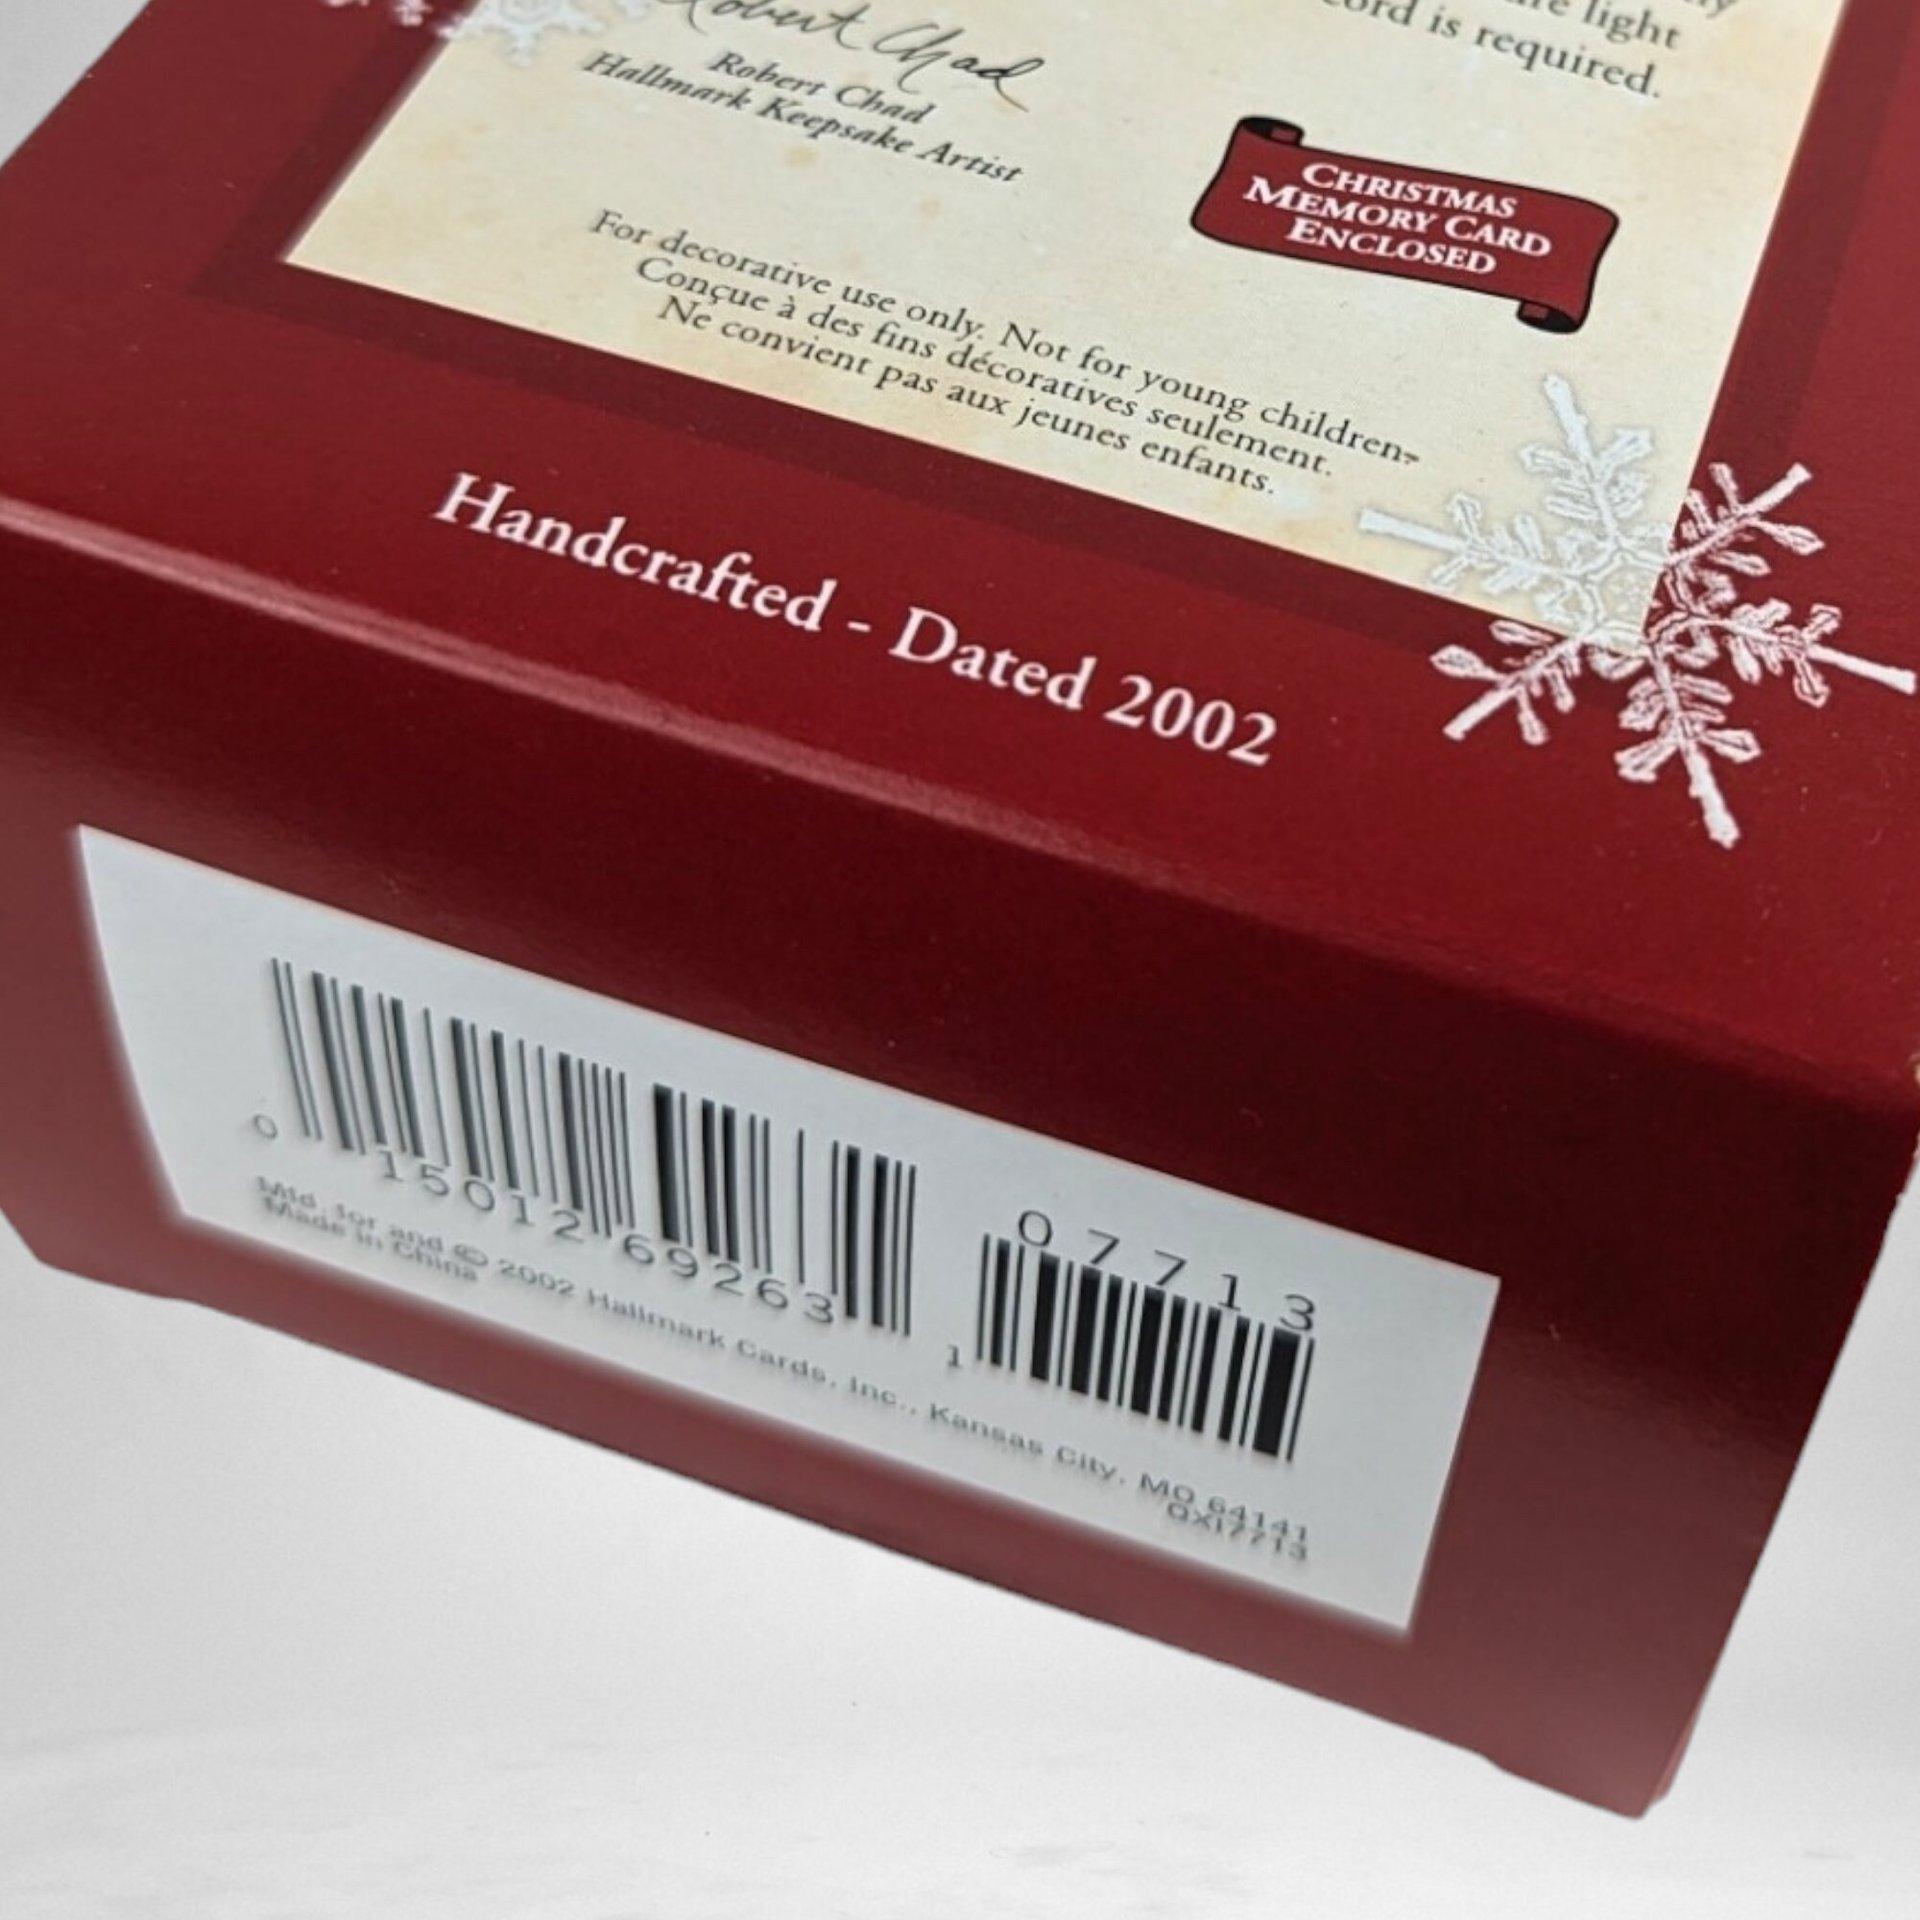 Robert Chad
Robert Chad
Hallmark Keepsake Artist
light
is required.
CHRISTMAS
MEMORY CARD
ENCLOSED
For decorative use only. Not for young children.
Conçue à des fins décoratives seulement.
Ne convient pas aux jeunes enfants.
Handcrafted - Dated 2002
0 15012 69263 1
07713
Mfd. for and © 2002 Hallmark Cards, Inc., Kansas City, MO 64141
Made in China
QXI7713